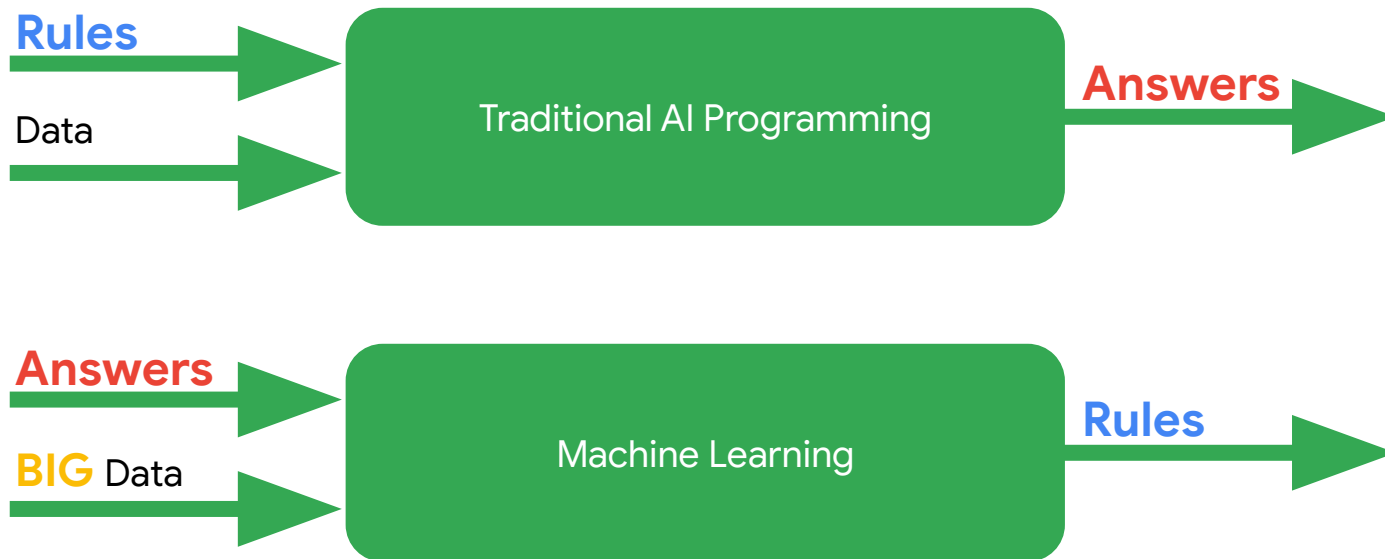 Rules
Data
Traditional AI Programming
Answers
Answers
BIG Data
Machine Learning
Rules